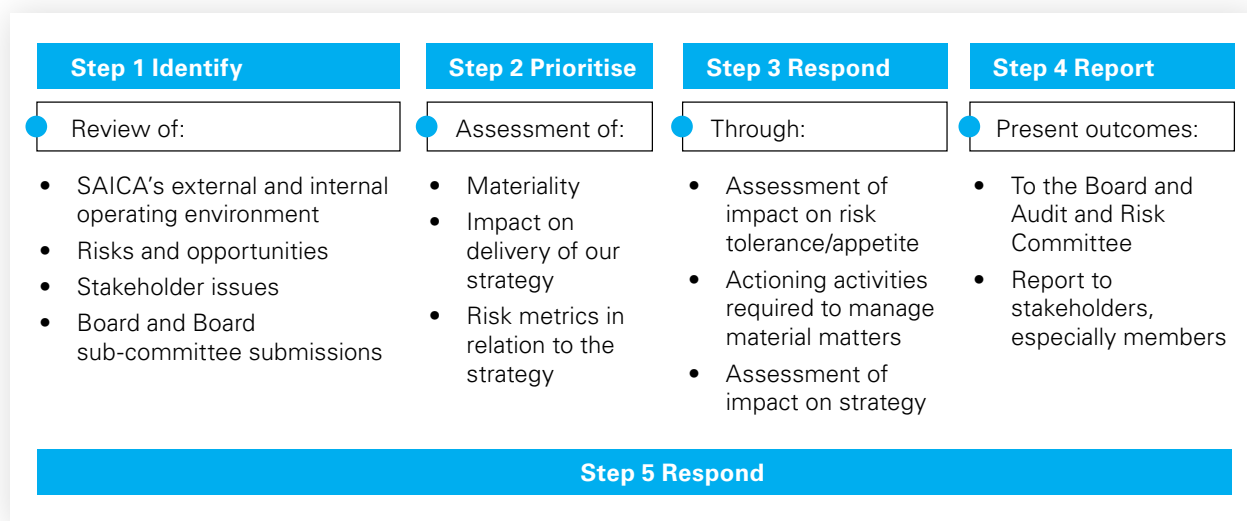 Step 1 Identify
Review of:
• SAICA's external and internal
operating environment
• Risks and opportunities
• Stakeholder issues
• Board and Board
sub-committee submissions
Step 2 Prioritise
Assessment of:
• Materiality
• Impact on
delivery of our
strategy
• Risk metrics in
relation to the
strategy
Step 3 Respond
Through:
• Assessment of
impact on risk
tolerance/appetite
• Actioning activities
required to manage
material matters
• Assessment of
impact on strategy
Step 4 Report
Present outcomes:
• To the Board and
Audit and Risk
Committee
• Report to
stakeholders,
especially members
Step 5 Respond